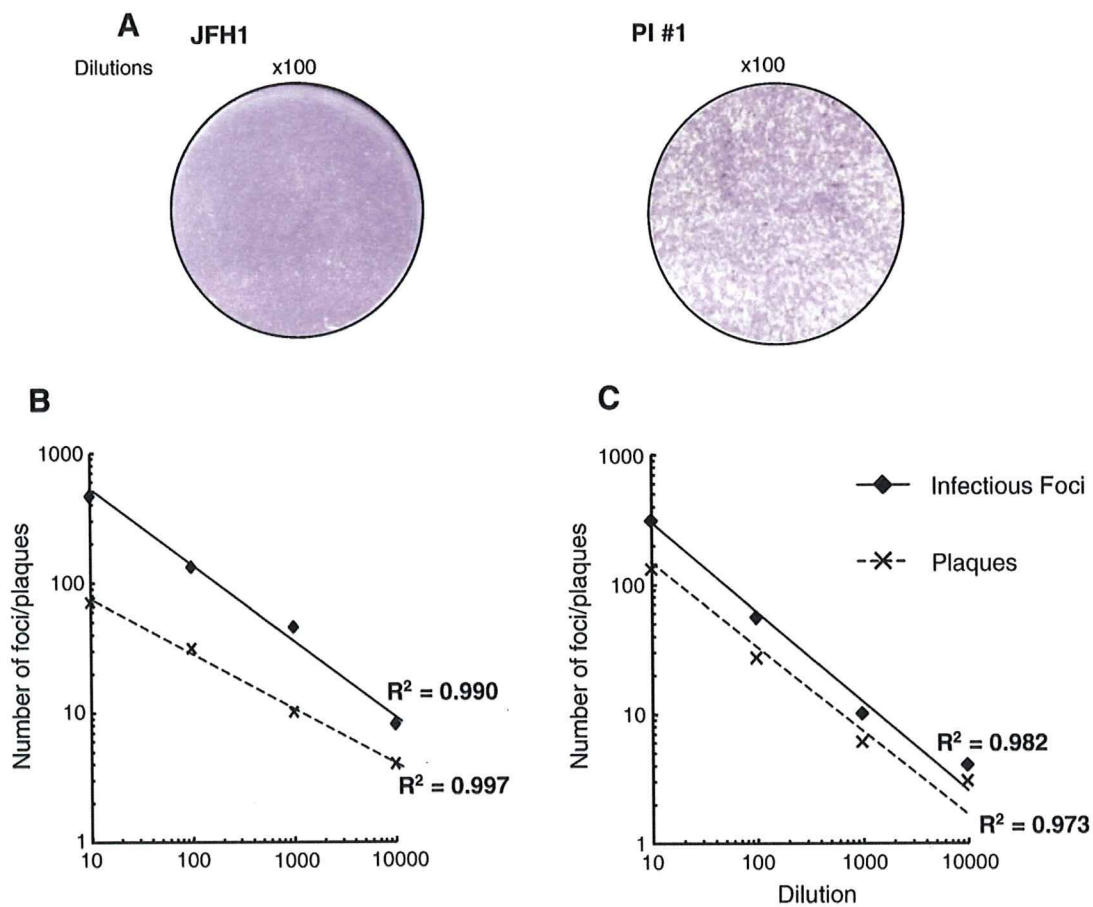 A
JFH1
PI #1
Dilutions
x100
x100
B
C
1000
100
10
1
Number of foci/plaques
R² = 0.990
R² = 0.997
10
100
1000
10000
1000
100
10
1
Number of foci/plaques
Infectious Foci
Plaques
R² = 0.982
R² = 0.973
10
100
1000
10000
Dilution